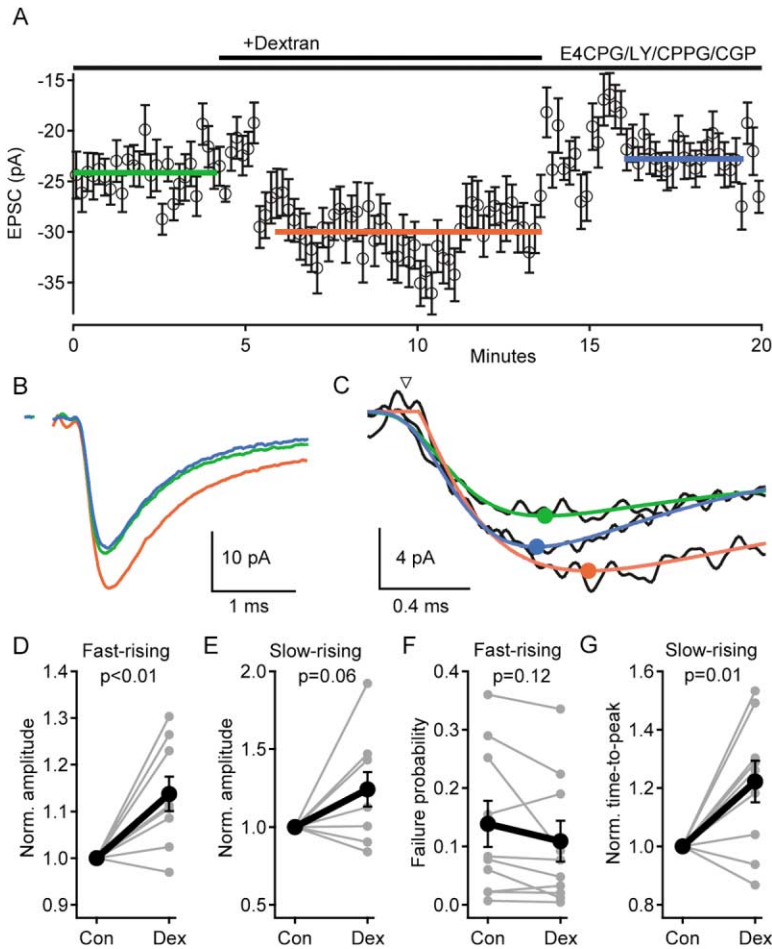 A
+Dextran
E4CPG/LY/CPPG/CGP
-15
-20
-25
-30
-35
EPSC (pA)
0
5
10
15
20
Minutes
B
10 pA
1 ms
C
4 pA
0.4 ms
D
Fast-rising
p<0.01
Norm. amplitude
1.4
1.3
1.2
1.1
1.0
0.9
Con
Dex
E
Slow-rising
p=0.06
Norm. amplitude
2.0
1.5
1.0
0.5
Con
Dex
F
Fast-rising
p=0.12
Failure probability
0.4
0.3
0.2
0.1
0.0
Con
Dex
G
Slow-rising
p=0.01
Norm. time-to-peak
1.6
1.4
1.2
1.0
0.8
Con
Dex